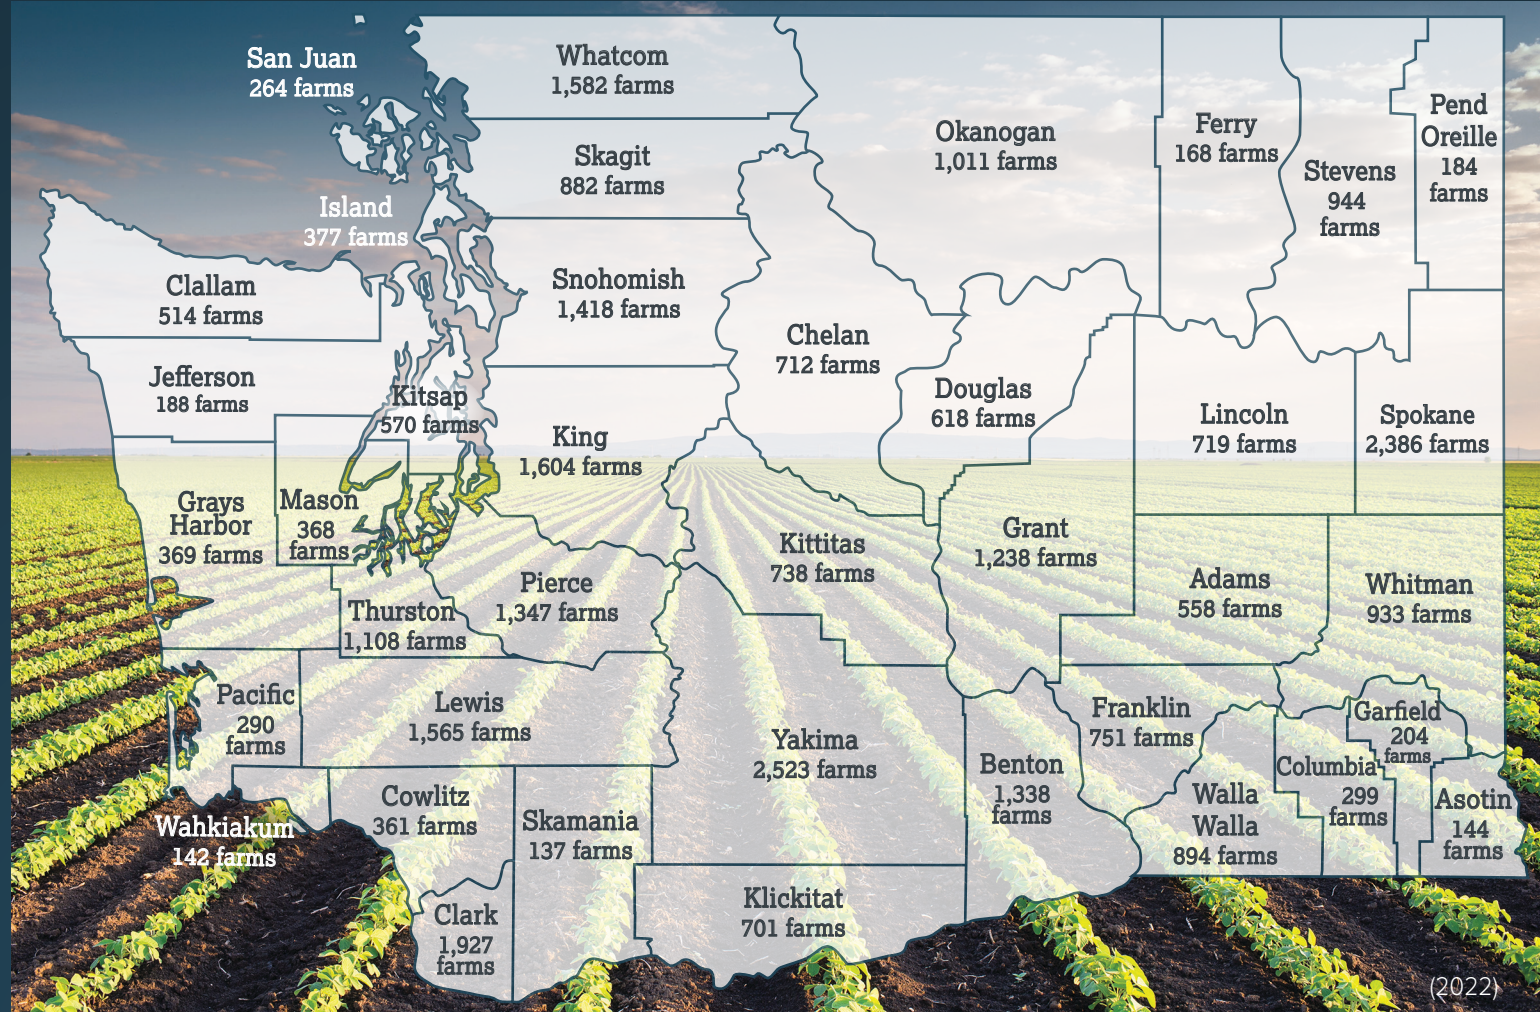 San Juan
264 farms
Whatcom
1,582 farms
Skagit
882 farms
Okanogan
1,011 farms
Ferry
168 farms
Stevens
944
farms
Pend
Oreille
184
farms
Island
377 farms
Clallam
514 farms
Snohomish
1,418 farms
Chelan
712 farms
Jefferson
188 farms
Kitsap
570 farms
King
1,604 farms
Douglas
618 farms
Lincoln
719 farms
Spokane
2,386 farms
Grays
Harbor
369 farms
Mason
368
farms
Kittitas
738 farms
Grant
1,238 farms
Adams
558 farms
Whitman
933 farms
Thurston
1,108 farms
Pierce
1,347 farms
Pacific
290
farms
Lewis
1,565 farms
Yakima
2,523 farms
Benton
1,338
farms
Franklin
751 farms
Garfield
204
farms
Columbia
299
farms
Walla
Walla
894 farms
Asotin
144
farms
Wahkiakum
142 farms
Cowlitz
361 farms
Skamania
137 farms
Clark
1,927
farms
Klickitat
701 farms
(2022)